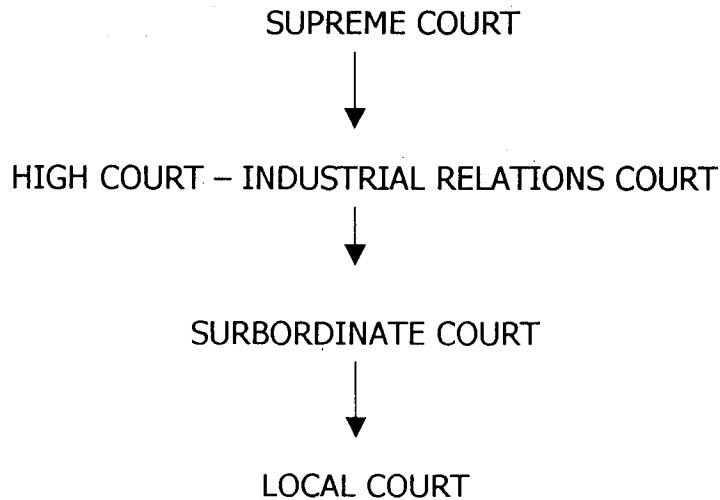 SUPREME COURT
HIGH COURT – INDUSTRIAL RELATIONS COURT
SURBORDINATE COURT
LOCAL COURT